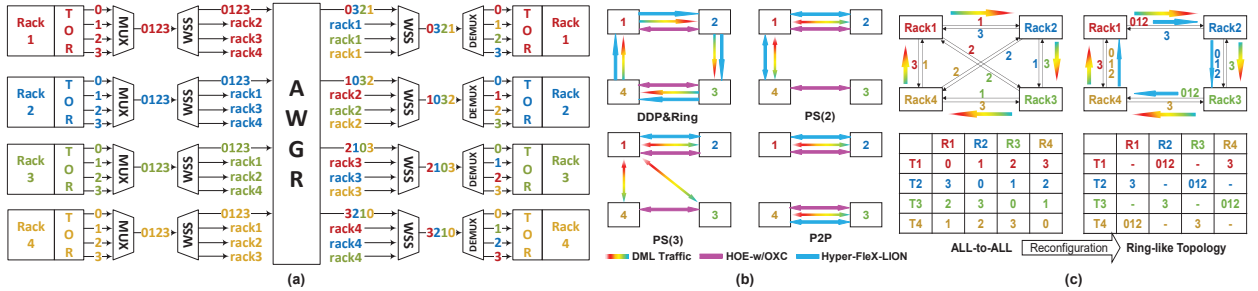 Rack 1 TOR 0 1 2 3 MUX 0123 WSS 0123 rack2 rack3 rack4
Rack 2 TOR 0 1 2 3 MUX 0123 WSS 0123 rack1 rack3 rack4
Rack 3 TOR 0 1 2 3 MUX 0123 WSS 0123 rack1 rack2 rack4
Rack 4 TOR 0 1 2 3 MUX 0123 WSS 0123 rack1 rack2 rack3
AWGR
0321 rack1 rack1 rack1 WSS 0321 DEMUX 0 1 2 3 TOR Rack 1
1032 rack2 rack2 rack2 WSS 1032 DEMUX 0 1 2 3 TOR Rack 2
2103 rack3 rack3 rack3 WSS 2103 DEMUX 0 1 2 3 TOR Rack 3
3210 rack4 rack4 rack4 WSS 3210 DEMUX 0 1 2 3 TOR Rack 4
(a)
1 2
4 3
DDP&Ring
1 2
4 3
PS(2)
1 2
4 3
PS(3)
1 2
4 3
P2P
DML Traffic HOE-w/OXC Hyper-FleX-LION
(b)
Rack1 1 3 Rack2
3 1 2 2 2 2 1 3
Rack4 1 3 Rack3
Rack1 012 3 Rack2
3 0 1 2 0 1 2 3
Rack4 012 3 Rack3
R1 R2 R3 R4
T1 0 1 2 3
T2 3 0 1 2
T3 2 3 0 1
T4 1 2 3 0
ALL-to-ALL
Reconfiguration
R1 R2 R3 R4
T1 - 012 - 3
T2 3 - 012 -
T3 - 3 - 012
T4 012 - 3 -
Ring-like Topology
(c)